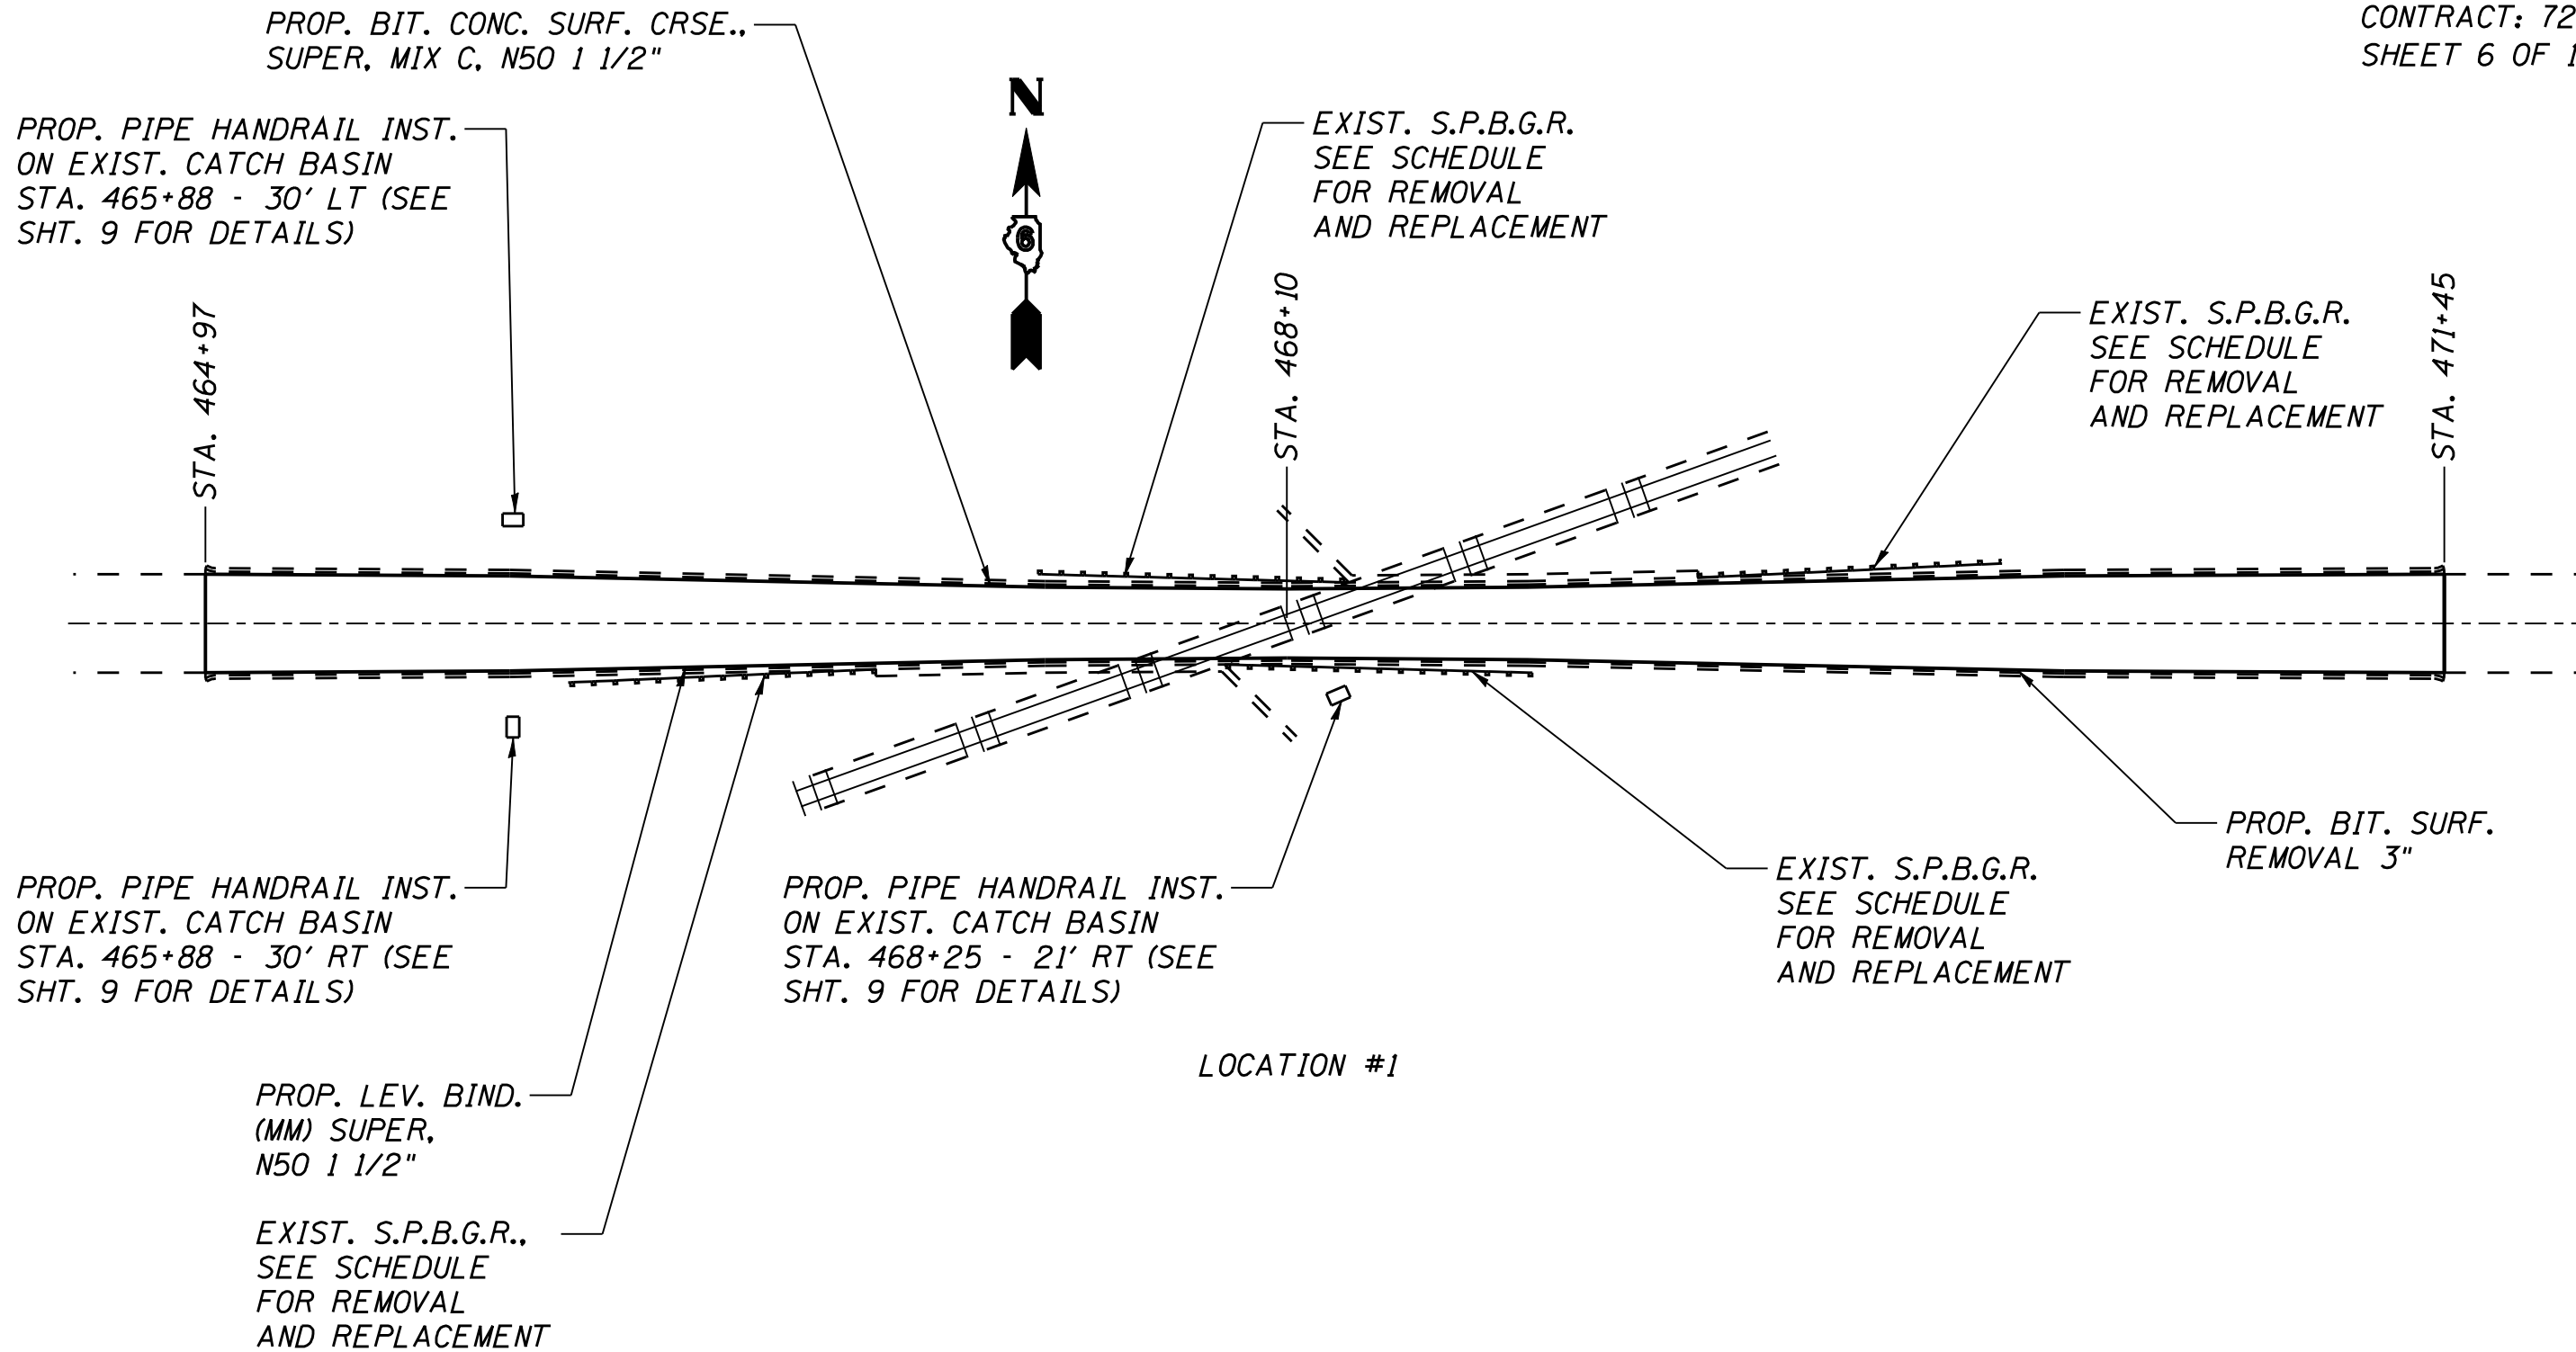 PROP. BIT. CONC. SURF. CRSE.,
SUPER, MIX C, N50 1 1/2"
CONTRACT: 72
SHEET 6 OF 1
N
6
PROP. PIPE HANDRAIL INST.
ON EXIST. CATCH BASIN
STA. 465+88 - 30' LT (SEE
SHT. 9 FOR DETAILS)
EXIST. S.P.B.G.R.
SEE SCHEDULE
FOR REMOVAL
AND REPLACEMENT
STA. 464+97
STA. 468+10
EXIST. S.P.B.G.R.
SEE SCHEDULE
FOR REMOVAL
AND REPLACEMENT
STA. 471+45
PROP. PIPE HANDRAIL INST.
ON EXIST. CATCH BASIN
STA. 465+88 - 30' RT (SEE
SHT. 9 FOR DETAILS)
PROP. PIPE HANDRAIL INST.
ON EXIST. CATCH BASIN
STA. 468+25 - 21' RT (SEE
SHT. 9 FOR DETAILS)
EXIST. S.P.B.G.R.
SEE SCHEDULE
FOR REMOVAL
AND REPLACEMENT
PROP. BIT. SURF.
REMOVAL 3"
LOCATION #1
PROP. LEV. BIND.
(MM) SUPER,
N50 1 1/2"
EXIST. S.P.B.G.R.,
SEE SCHEDULE
FOR REMOVAL
AND REPLACEMENT